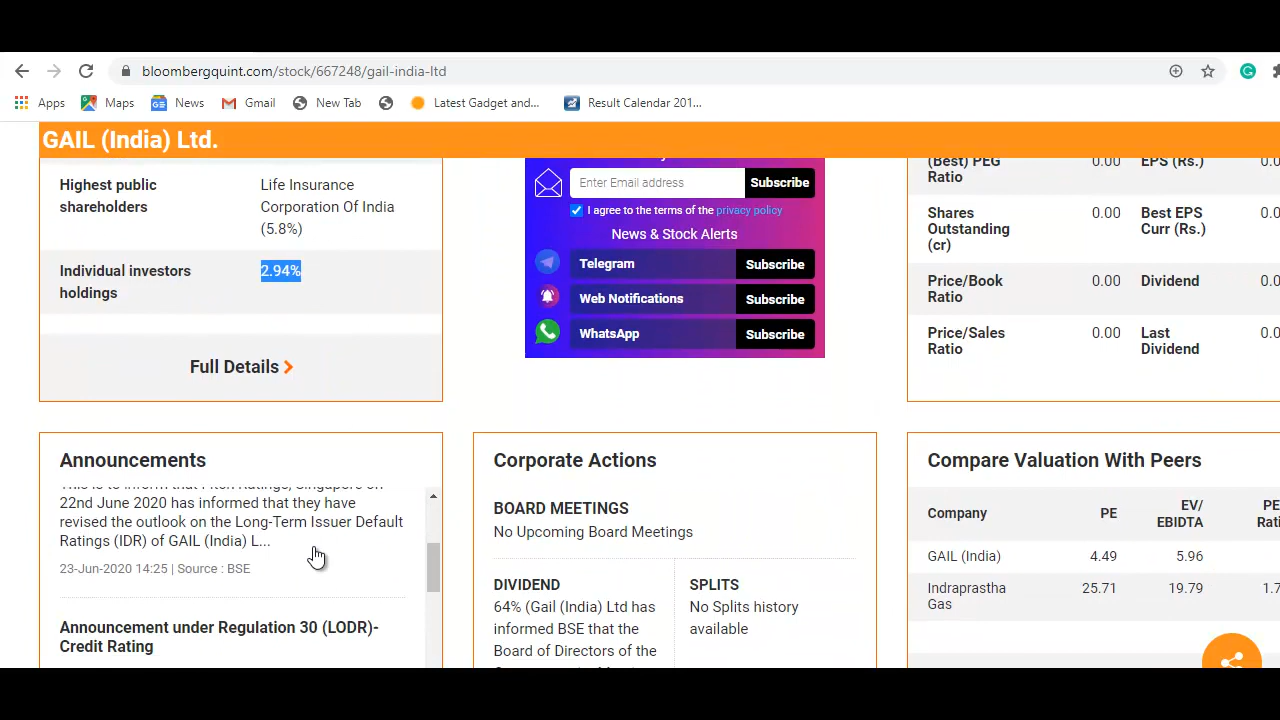 bloombergquint.com/stock/667248/gail-india-ltd
Apps Maps News Gmail New Tab Latest Gadget and... Result Calendar 201...
GAIL (India) Ltd.
Highest public
shareholders
Life Insurance
Corporation Of India
(5.8%)
Individual investors
holdings
2.94%
Full Details
Enter Email address Subscribe
I agree to the terms of the privacy policy
News & Stock Alerts
Telegram Subscribe
Web Notifications Subscribe
WhatsApp Subscribe
(Best) PEG
Ratio
0.00
EPS (Rs.)
Shares
Outstanding
(cr)
0.00
Best EPS
Curr (Rs.)
Price/Book
Ratio
0.00
Dividend
Price/Sales
Ratio
0.00
Last
Dividend
Announcements
This is to inform that Fitch Ratings, Singapore on
22nd June 2020 has informed that they have
revised the outlook on the Long-Term Issuer Default
Ratings (IDR) of GAIL (India) L...
23-Jun-2020 14:25 | Source : BSE
Announcement under Regulation 30 (LODR)-
Credit Rating
Corporate Actions
BOARD MEETINGS
No Upcoming Board Meetings
DIVIDEND
64% (Gail (India) Ltd has
informed BSE that the
Board of Directors of the
SPLITS
No Splits history
available
Compare Valuation With Peers
Company PE EV/
EBIDTA
GAIL (India) 4.49 5.96
Indraprastha
Gas
25.71 19.79